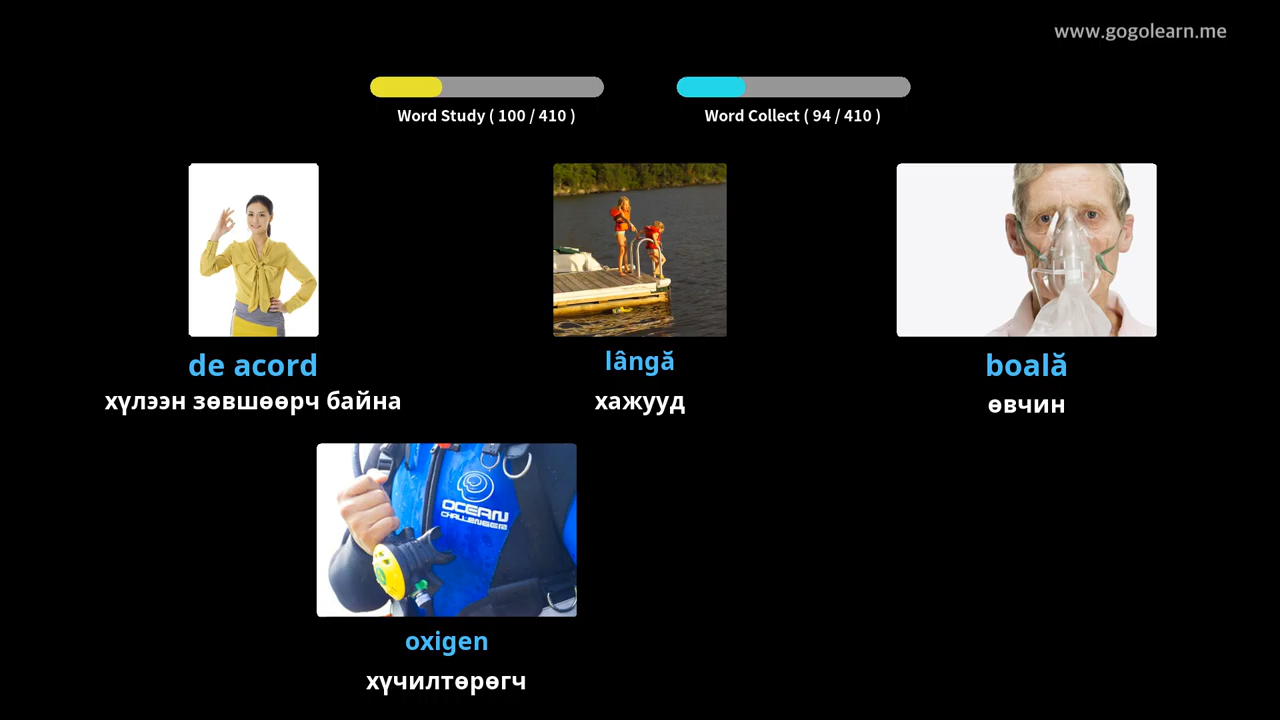 www.gogolearn.me
Word Study ( 100 / 410 )
Word Collect ( 94 / 410 )
de acord
хүлээн зөвшөөрч байна
lângă
хажууд
boală
өвчин
OCEAN
CHALLENGER
oxigen
хүчилтөрөгч